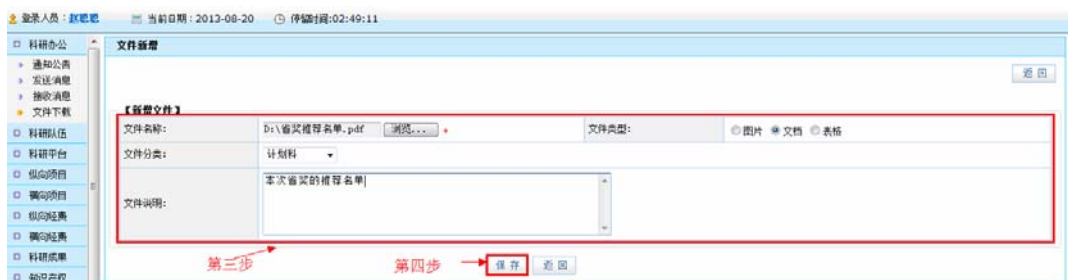 登录人员：赵聪聪 当前日期：2013-08-20 停留时间:02:49:11
科研办公
通知公告
发送消息
接收消息
文件下载
科研队伍
科研平台
纵向项目
横向项目
纵向经费
横向经费
科研成果
知识产权
文件新增
返回
【新增文件】
文件名称： D:\省奖推荐名单.pdf 浏览... * 文件类型： 图片 文档 表格
文件分类： 计划科
文件说明： 本次省奖的推荐名单
第三步 第四步 保存 返回